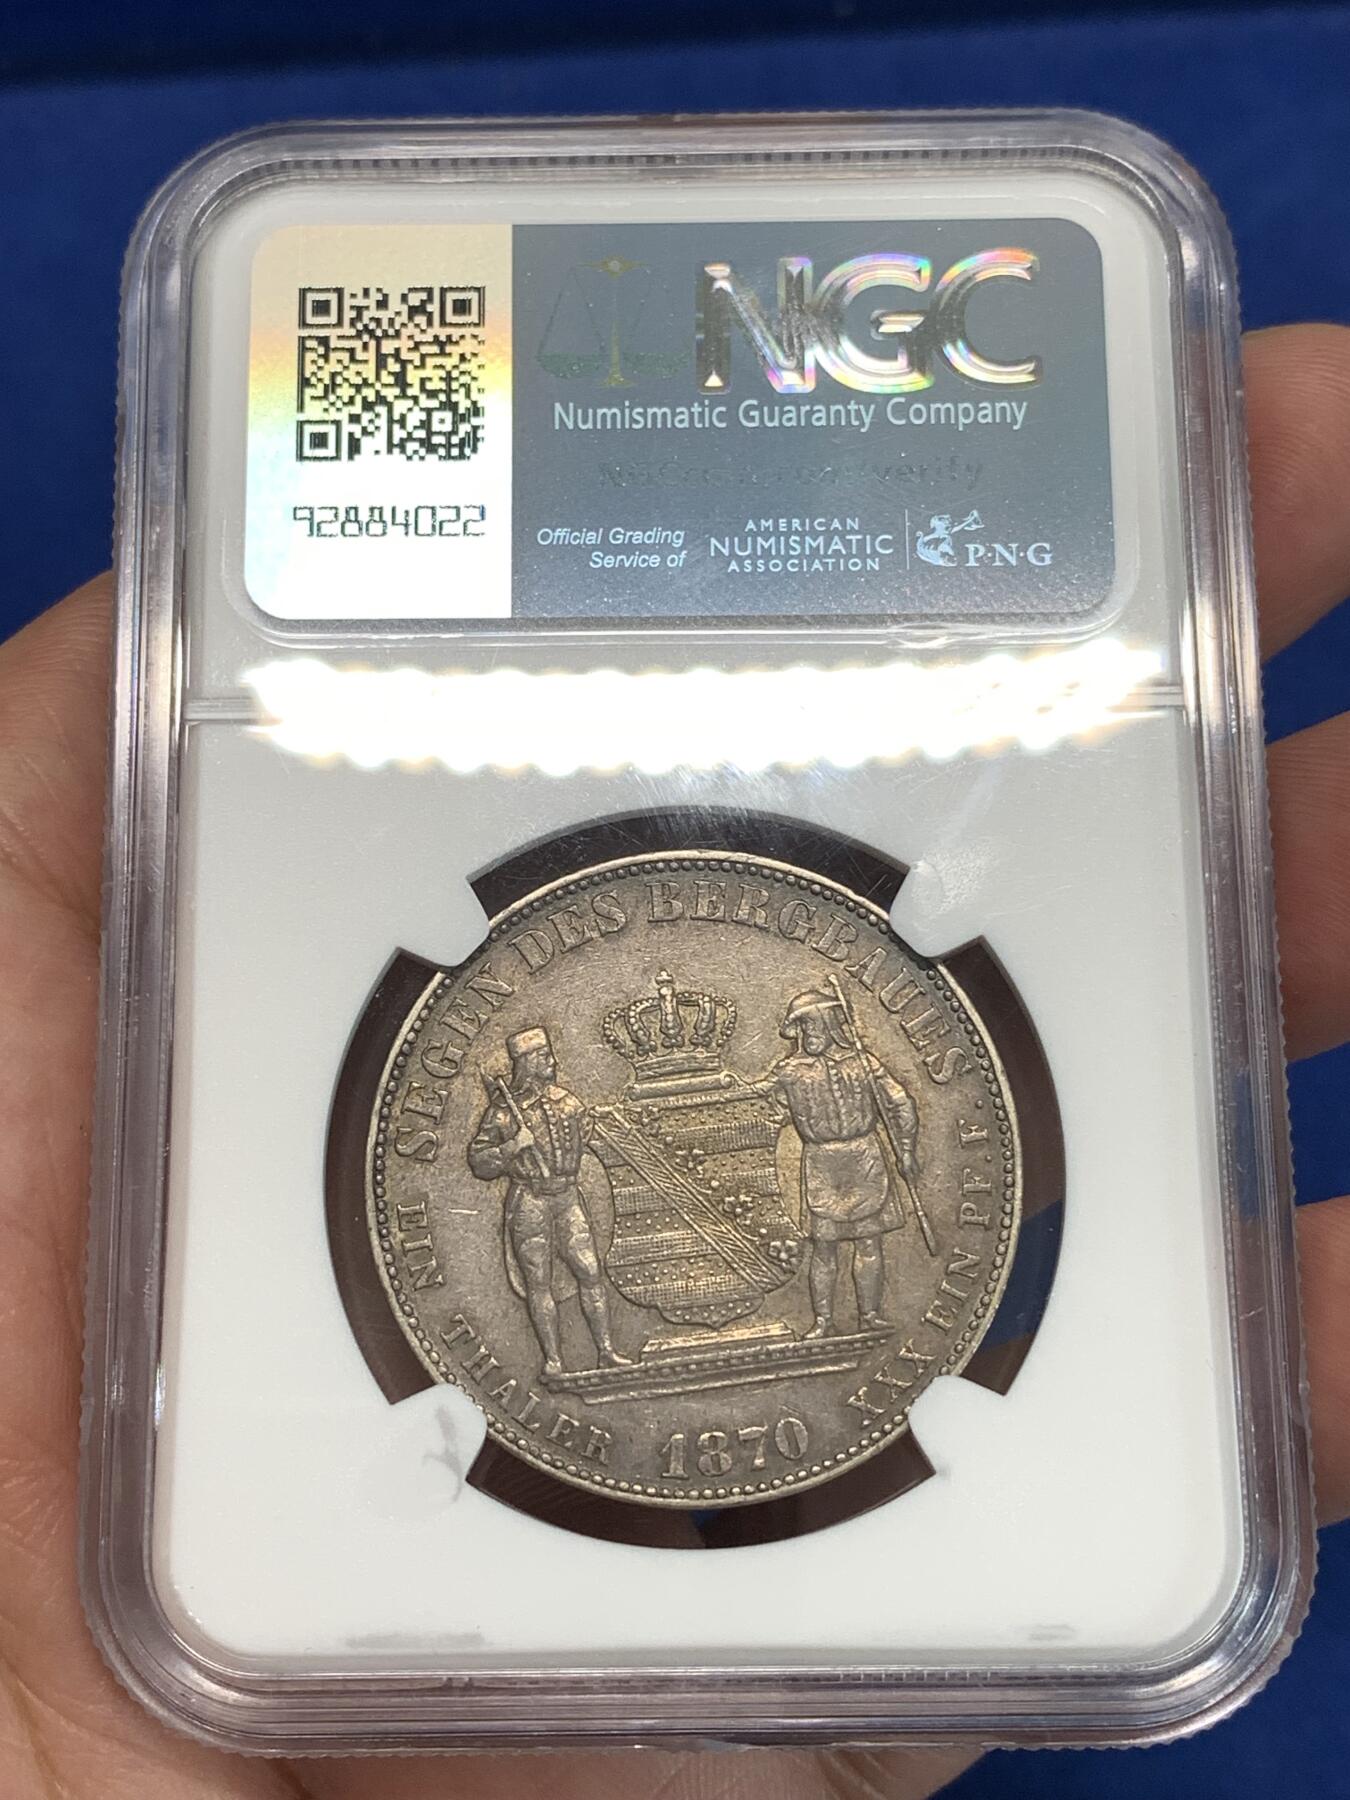 NGC
Numismatic Guaranty Company
92884022
Official Grading
Service of
AMERICAN
NUMISMATIC
ASSOCIATION
P·N·G
SEGEN DES BERGBAUES
EIN THALER 1870 XXX EIN PF. F.